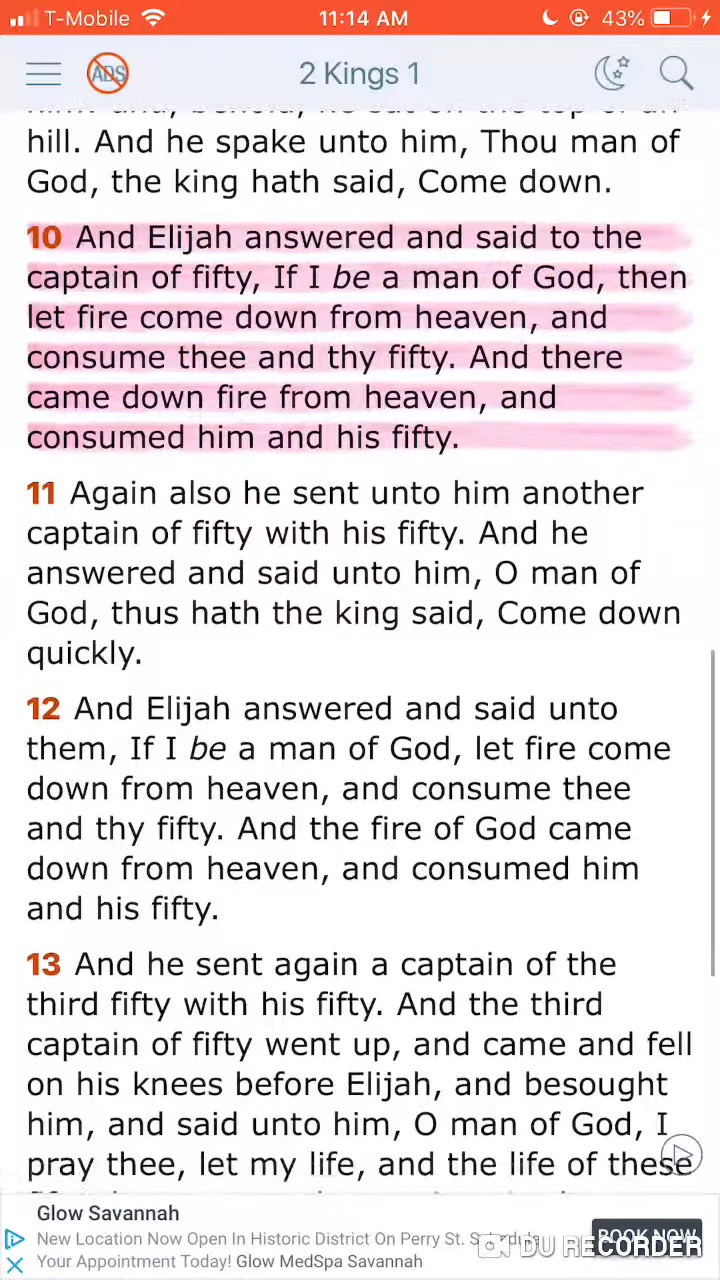 T-Mobile 11:14 AM 43%
ADS 2 Kings 1
hill. And he spake unto him, Thou man of
God, the king hath said, Come down.
10 And Elijah answered and said to the
captain of fifty, If I be a man of God, then
let fire come down from heaven, and
consume thee and thy fifty. And there
came down fire from heaven, and
consumed him and his fifty.
11 Again also he sent unto him another
captain of fifty with his fifty. And he
answered and said unto him, O man of
God, thus hath the king said, Come down
quickly.
12 And Elijah answered and said unto
them, If I be a man of God, let fire come
down from heaven, and consume thee
and thy fifty. And the fire of God came
down from heaven, and consumed him
and his fifty.
13 And he sent again a captain of the
third fifty with his fifty. And the third
captain of fifty went up, and came and fell
on his knees before Elijah, and besought
him, and said unto him, O man of God, I
pray thee, let my life, and the life of these
Glow Savannah
New Location Now Open In Historic District On Perry St. BOOK NOW
DU RECORDER
Your Appointment Today! Glow MedSpa Savannah